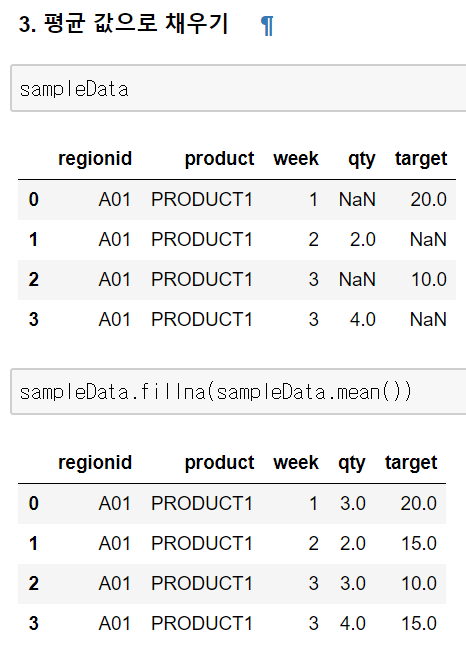 3. 평균 값으로 채우기 ¶
sampleData
regionid product week qty target
0 A01 PRODUCT1 1 NaN 20.0
1 A01 PRODUCT1 2 2.0 NaN
2 A01 PRODUCT1 3 NaN 10.0
3 A01 PRODUCT1 3 4.0 NaN
sampleData.fillna(sampleData.mean())
regionid product week qty target
0 A01 PRODUCT1 1 3.0 20.0
1 A01 PRODUCT1 2 2.0 15.0
2 A01 PRODUCT1 3 3.0 10.0
3 A01 PRODUCT1 3 4.0 15.0